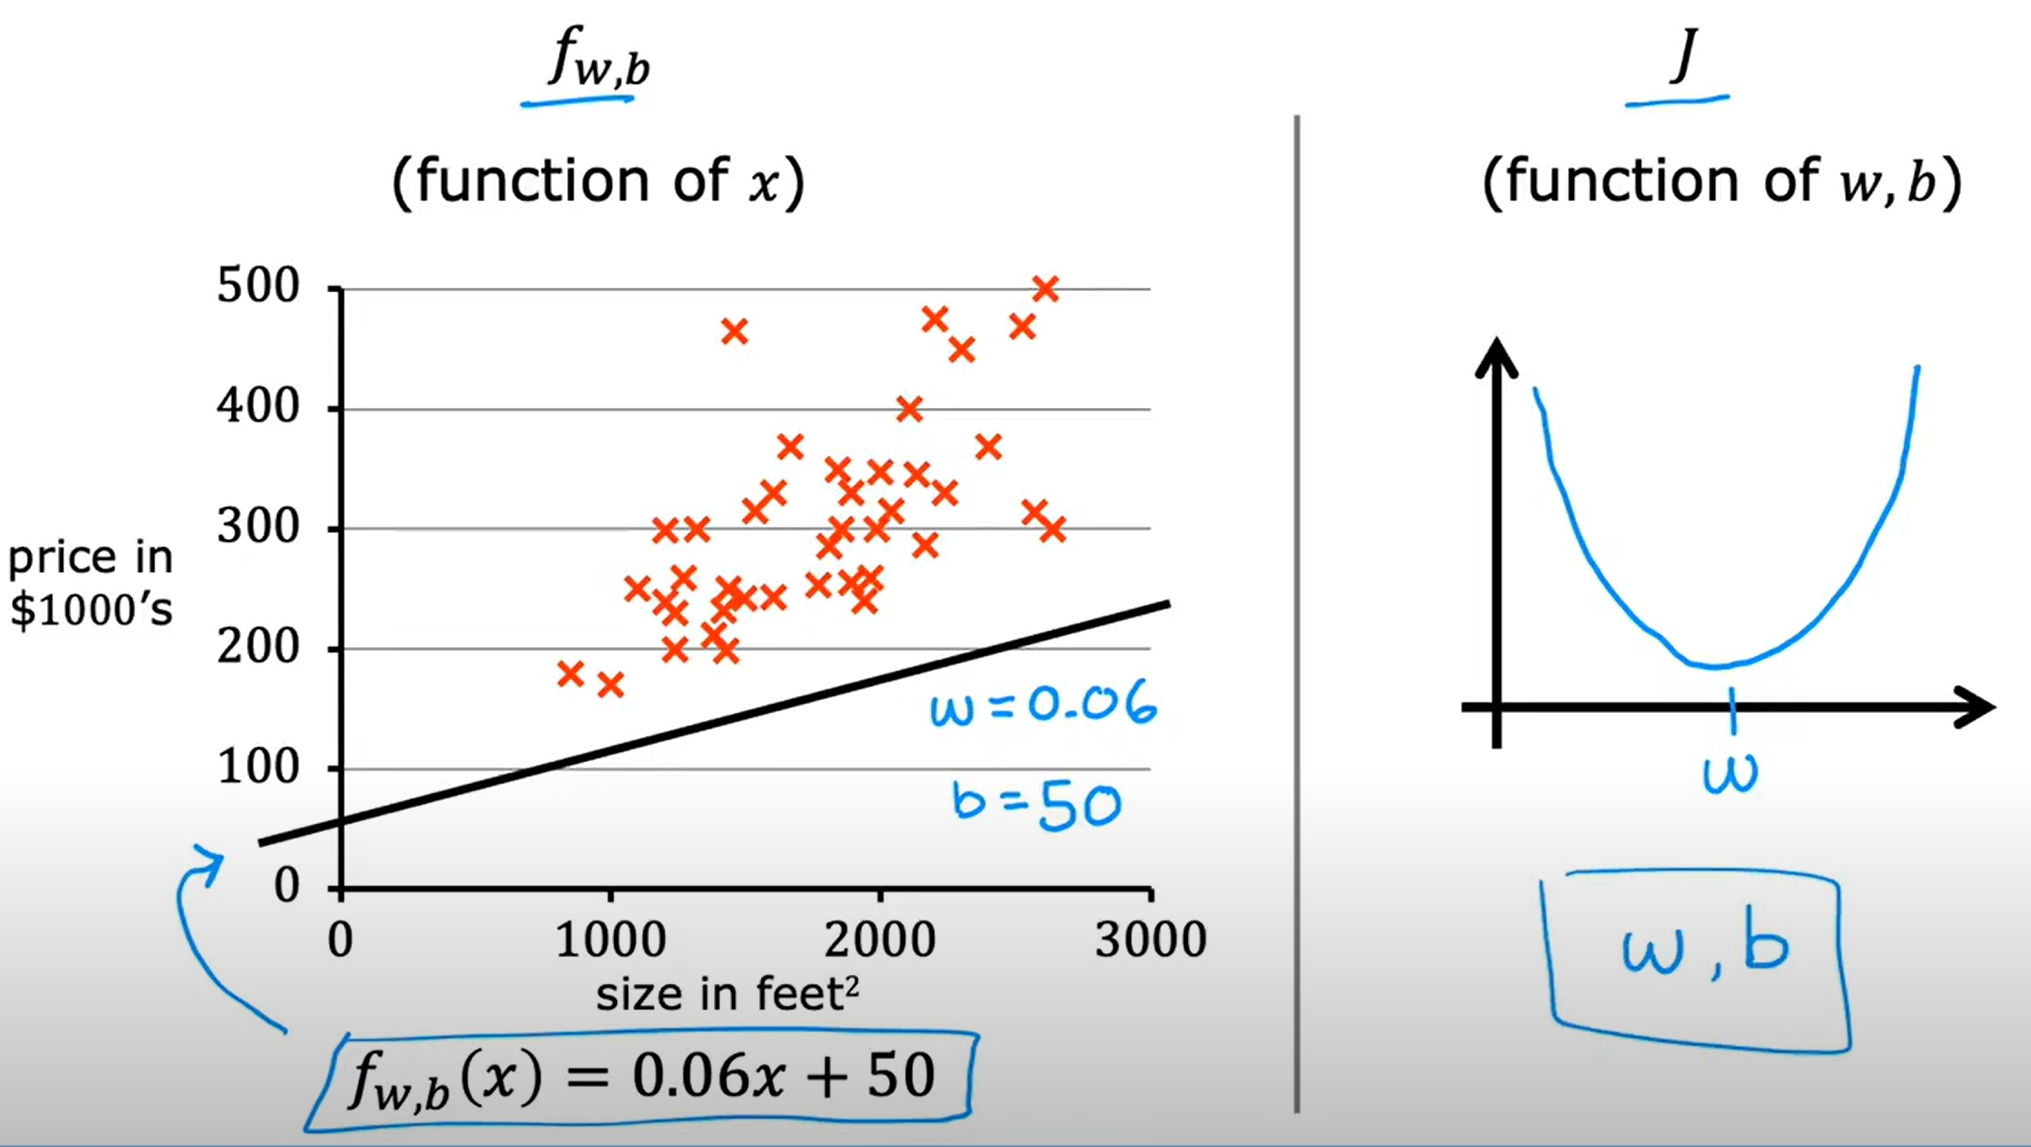 f_{w,b}
(function of x)
500
400
300
200
100
0
price in
$1000's
0 1000 2000 3000
size in feet²
w = 0.06
b = 50
f_{w,b}(x) = 0.06x + 50
J
(function of w, b)
w
w, b